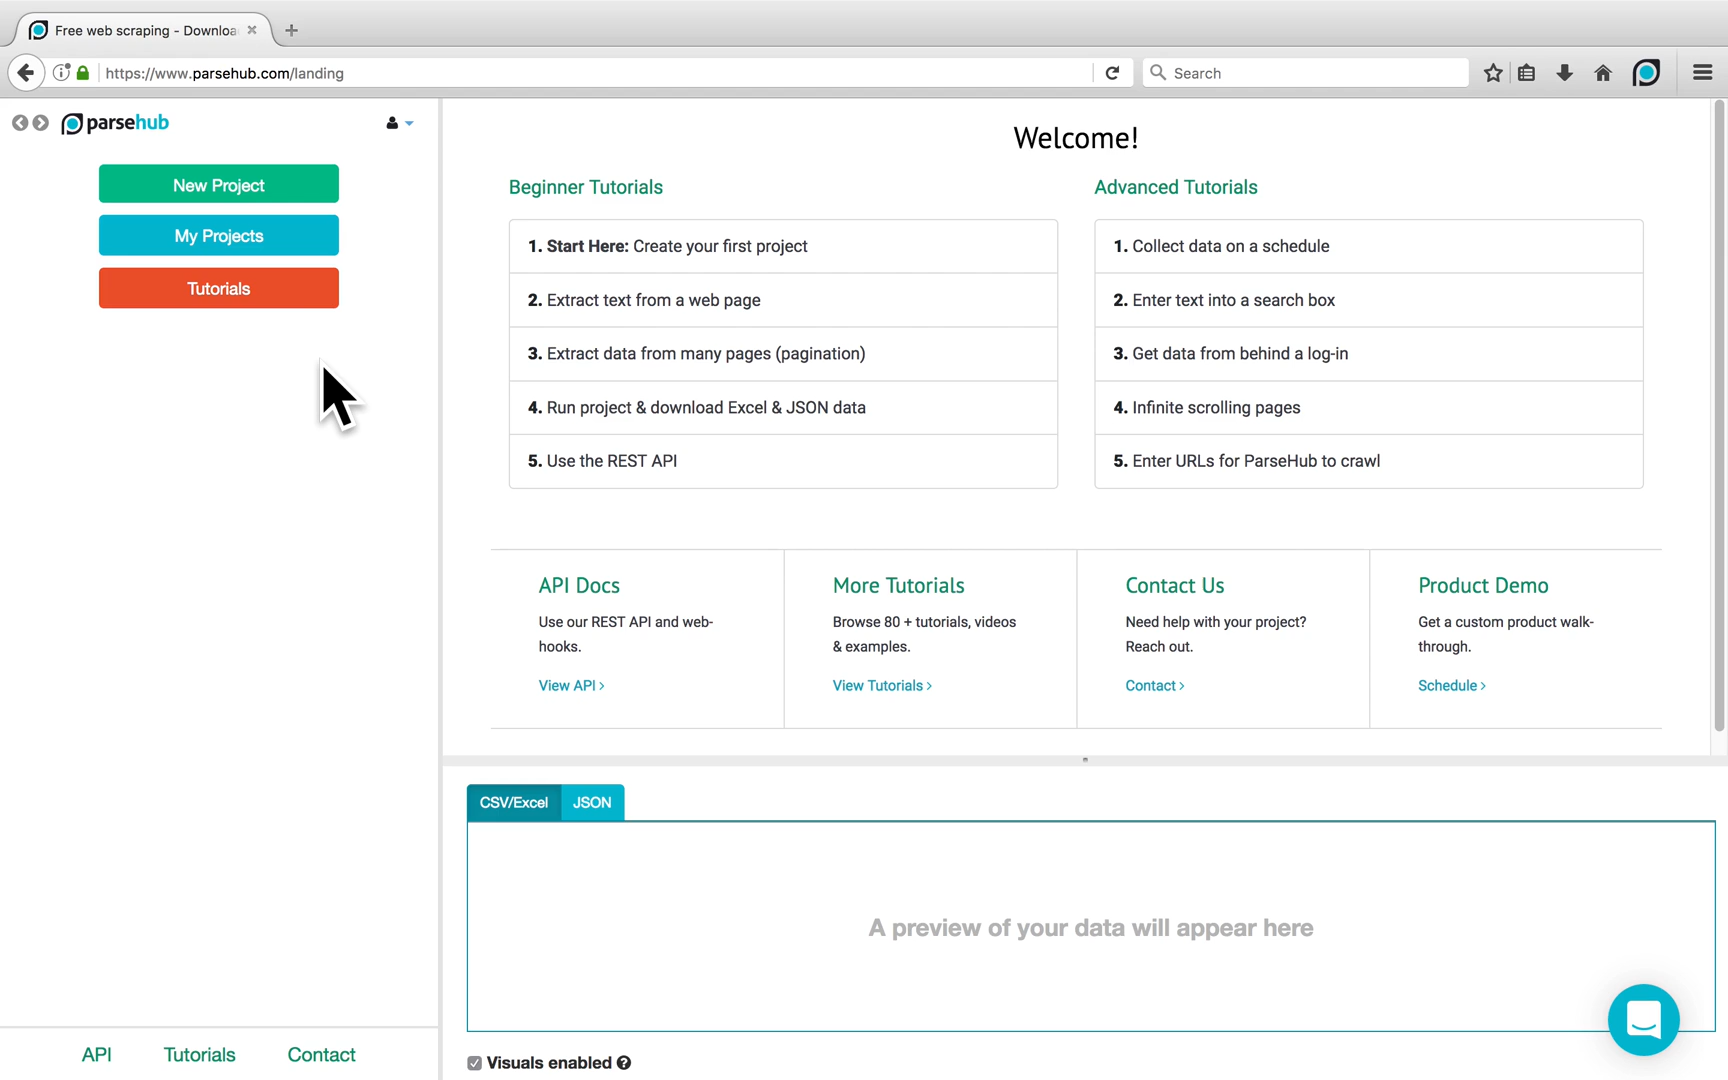 Free web scraping - Downloa
https://www.parsehub.com/landing
Search
parsehub
New Project
My Projects
Tutorials
Welcome!
Beginner Tutorials
1. Start Here: Create your first project
2. Extract text from a web page
3. Extract data from many pages (pagination)
4. Run project & download Excel & JSON data
5. Use the REST API
Advanced Tutorials
1. Collect data on a schedule
2. Enter text into a search box
3. Get data from behind a log-in
4. Infinite scrolling pages
5. Enter URLs for ParseHub to crawl
API Docs
Use our REST API and web-
hooks.
View API >
More Tutorials
Browse 80 + tutorials, videos
& examples.
View Tutorials >
Contact Us
Need help with your project?
Reach out.
Contact >
Product Demo
Get a custom product walk-
through.
Schedule >
CSV/Excel
JSON
A preview of your data will appear here
Visuals enabled ?
API
Tutorials
Contact